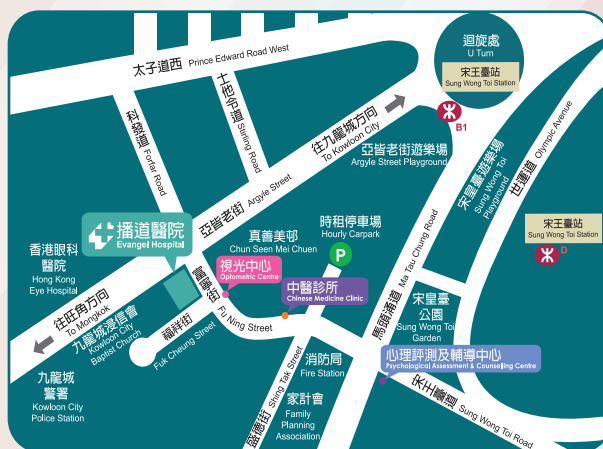 迴旋處
U Turn
宋王臺站
Sung Wong Toi Station
太子道西 Prince Edward Road West
土他令道
Stirling Road
科發道
Forfar Road
往九龍城方向
To Kowloon City
B1
亞皆老街遊樂場
Argyle Street Playground
宋皇臺遊樂場
Sung Wong Toi
Playground
世運道 Olympic Avenue
亞皆老街 Argyle Street
播道醫院
Evangel Hospital
真善美邨
Chun Seen Mei Chuen
時租停車場
Hourly Carpark
P
宋王臺站
Sung Wong Toi Station
D
香港眼科
醫院
Hong Kong
Eye Hospital
視光中心
Optometric Centre
中醫診所
Chinese Medicine Clinic
馬頭涌道 Ma Tau Chung Road
富寧街
Fu Ning Street
宋皇臺
公園
Sung Wong Toi
Garden
往旺角方向
To Mongkok
九龍城浸信會
Kowloon City
Baptist Church
福祥街
Fuk Cheung Street
消防局
Fire Station
心理評測及輔導中心
Psychological Assessment & Counselling Centre
九龍城
警署
Kowloon City
Police Station
盛德街 Shing Tak Street
家計會
Family
Planning
Association
宋王臺道
Sung Wong Toi Road